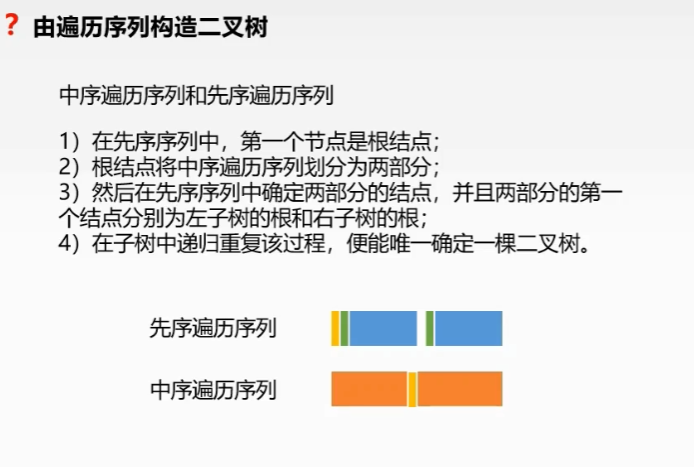 ? 由遍历序列构造二叉树
中序遍历序列和先序遍历序列
1）在先序序列中，第一个节点是根结点；
2）根结点将中序遍历序列划分为两部分；
3）然后在先序序列中确定两部分的结点，并且两部分的第一
个结点分别为左子树的根和右子树的根；
4）在子树中递归重复该过程，便能唯一确定一棵二叉树。
先序遍历序列
中序遍历序列